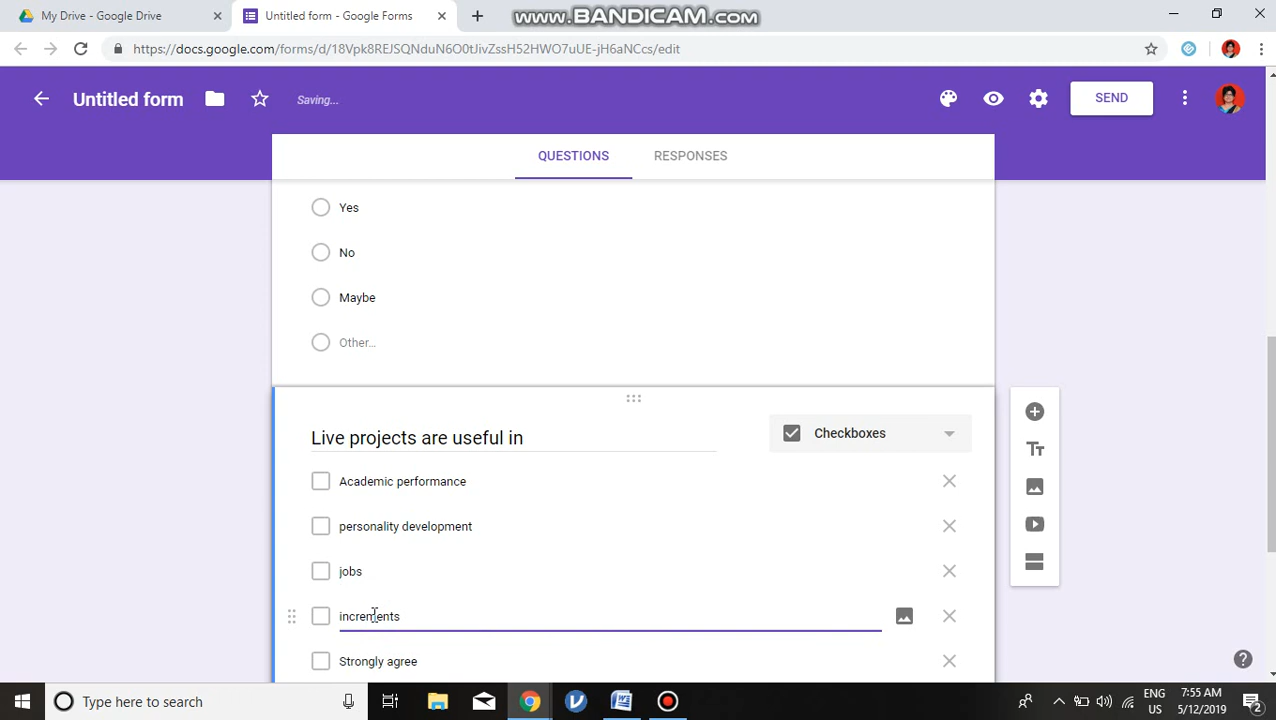 My Drive - Google Drive
Untitled form - Google Forms
WWW.BANDICAM.COM
https://docs.google.com/forms/d/18Vpk8REJSQNduN6O0tJivZssH52HWO7uUE-jH6aNCcs/edit
Untitled form
Saving...
SEND
QUESTIONS
RESPONSES
Yes
No
Maybe
Other...
Live projects are useful in
Checkboxes
Academic performance
personality development
jobs
increments
Strongly agree
Type here to search
ENG
US
7:55 AM
5/12/2019
2